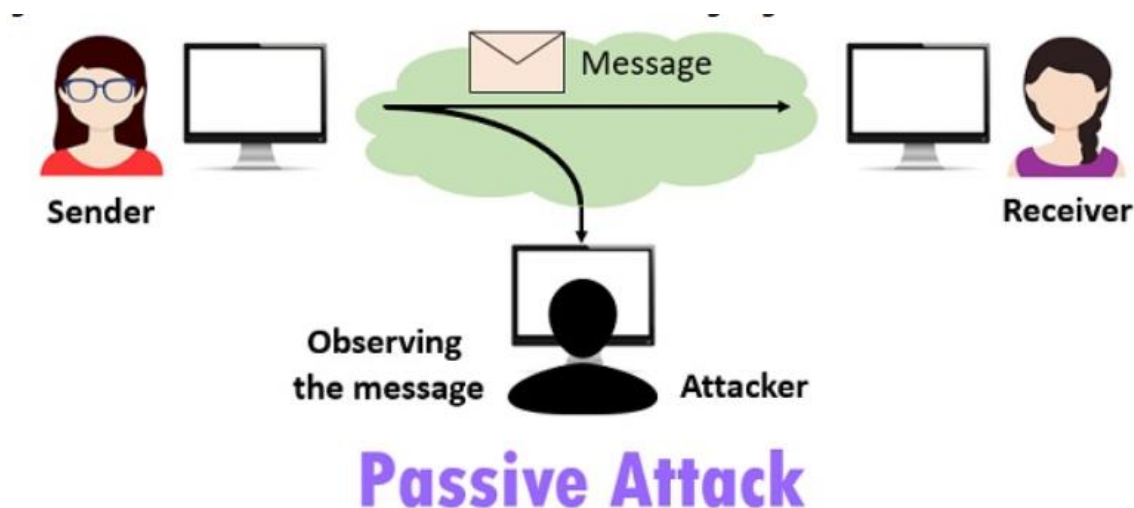 Message
Sender
Receiver
Observing
the message
Attacker
Passive Attack